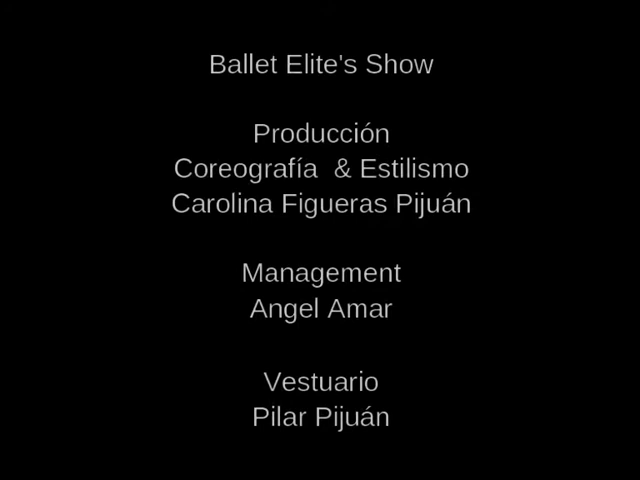 Ballet Elite's Show
Producción
Coreografía & Estilismo
Carolina Figueras Pijuán
Management
Angel Amar
Vestuario
Pilar Pijuán